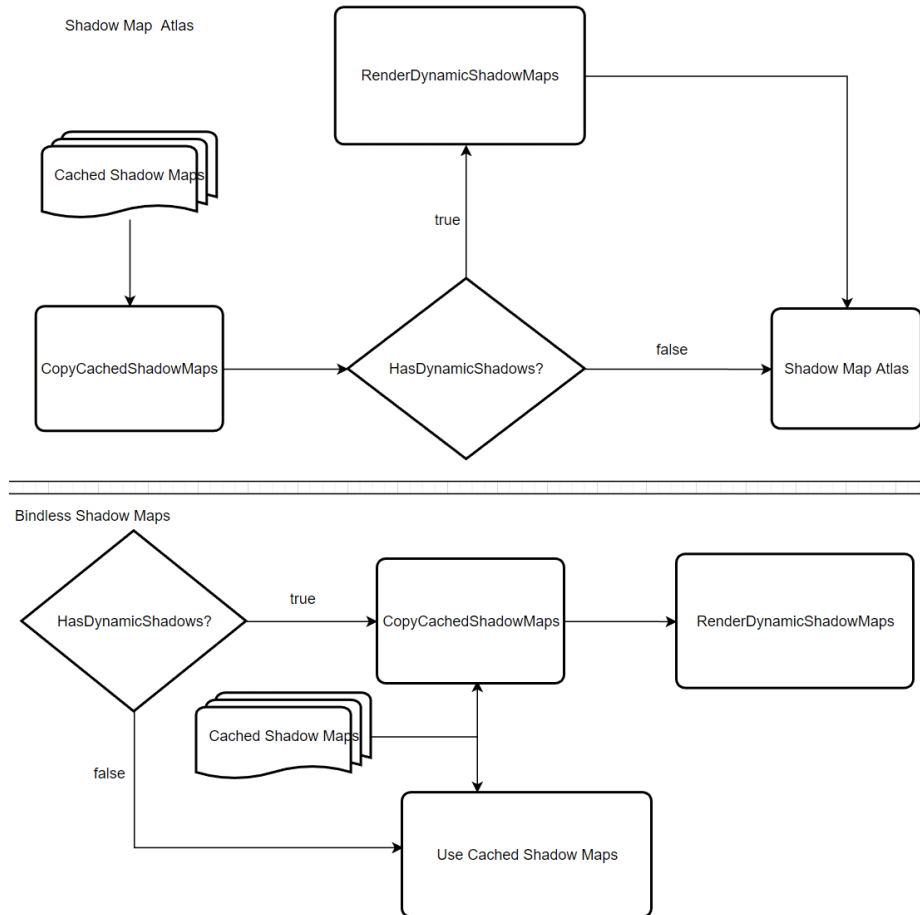 Shadow Map Atlas
RenderDynamicShadowMaps
Cached Shadow Maps
true
CopyCachedShadowMaps
HasDynamicShadows?
false
Shadow Map Atlas
Bindless Shadow Maps
HasDynamicShadows?
true
CopyCachedShadowMaps
RenderDynamicShadowMaps
Cached Shadow Maps
false
Use Cached Shadow Maps